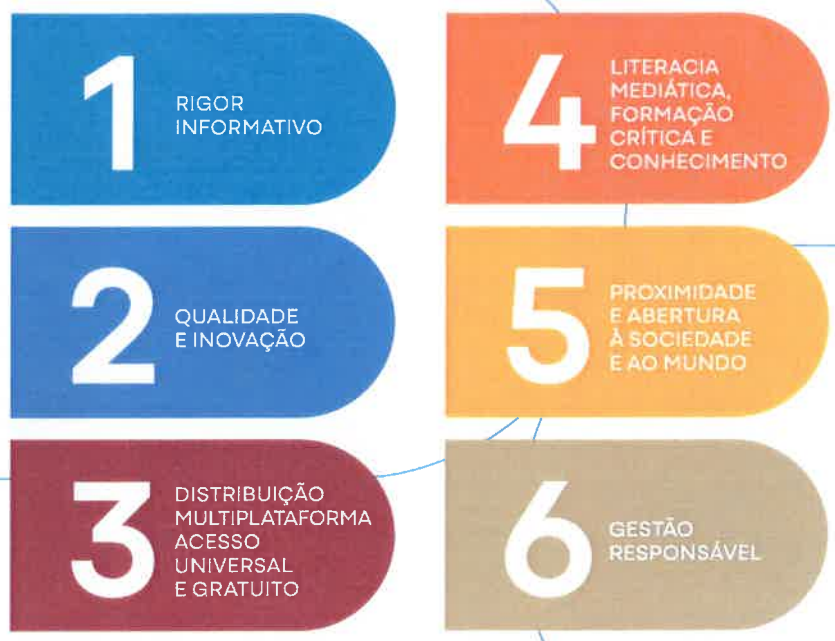 1
RIGOR
INFORMATIVO
2
QUALIDADE
E INOVAÇÃO
3
DISTRIBUIÇÃO
MULTIPLATAFORMA
ACESSO
UNIVERSAL
E GRATUITO
4
LITERACIA
MEDIÁTICA,
FORMAÇÃO
CRÍTICA E
CONHECIMENTO
5
PROXIMIDADE
E ABERTURA
À SOCIEDADE
E AO MUNDO
6
GESTÃO
RESPONSÁVEL